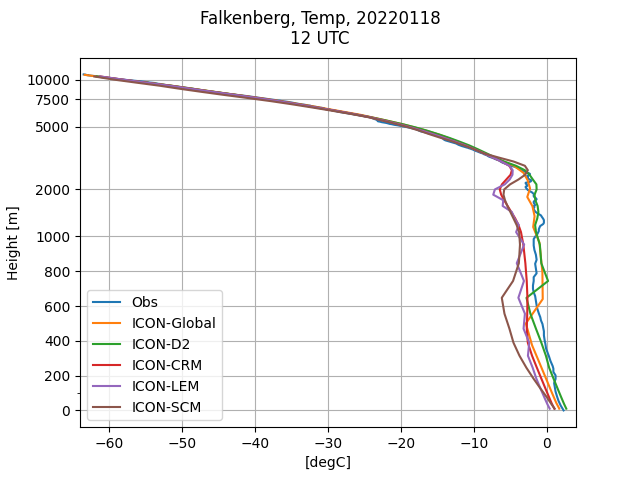 Falkenberg, Temp, 20220118
12 UTC
Height [m]
10000
7500
5000
2000
1000
800
600
400
200
0
Obs
ICON-Global
ICON-D2
ICON-CRM
ICON-LEM
ICON-SCM
−60 −50 −40 −30 −20 −10 0
[degC]